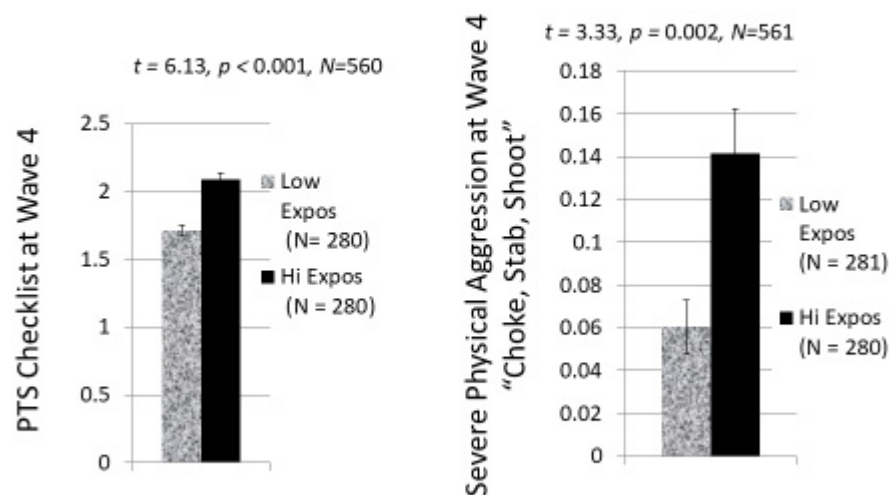 t = 6.13, p < 0.001, N=560
PTS Checklist at Wave 4
2.5
2
1.5
1
0.5
0
Low
Expos
(N= 280)
Hi Expos
(N = 280)
t = 3.33, p = 0.002, N=561
Severe Physical Aggression at Wave 4
“Choke, Stab, Shoot”
0.18
0.16
0.14
0.12
0.1
0.08
0.06
0.04
0.02
0
Low
Expos
(N = 281)
Hi Expos
(N = 280)